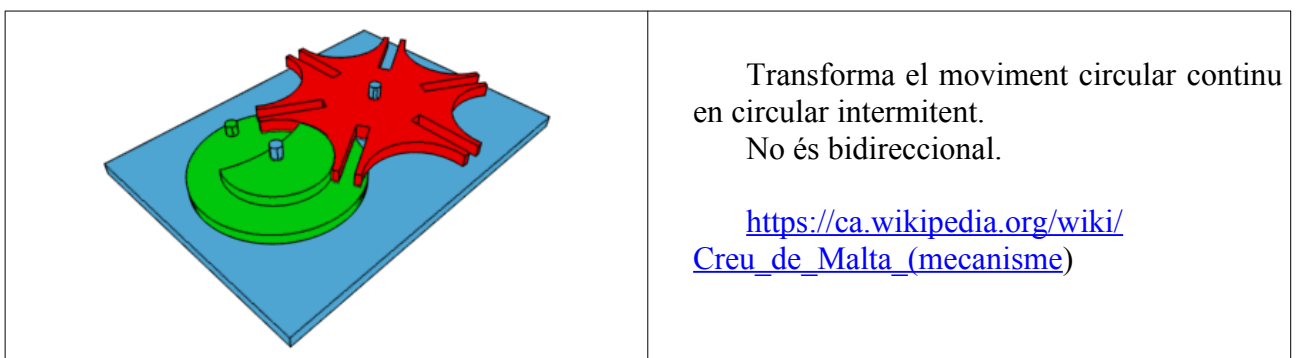 Transforma el moviment circular continu
en circular intermitent.
No és bidireccional.
https://ca.wikipedia.org/wiki/
Creu_de_Malta_(mecanisme)